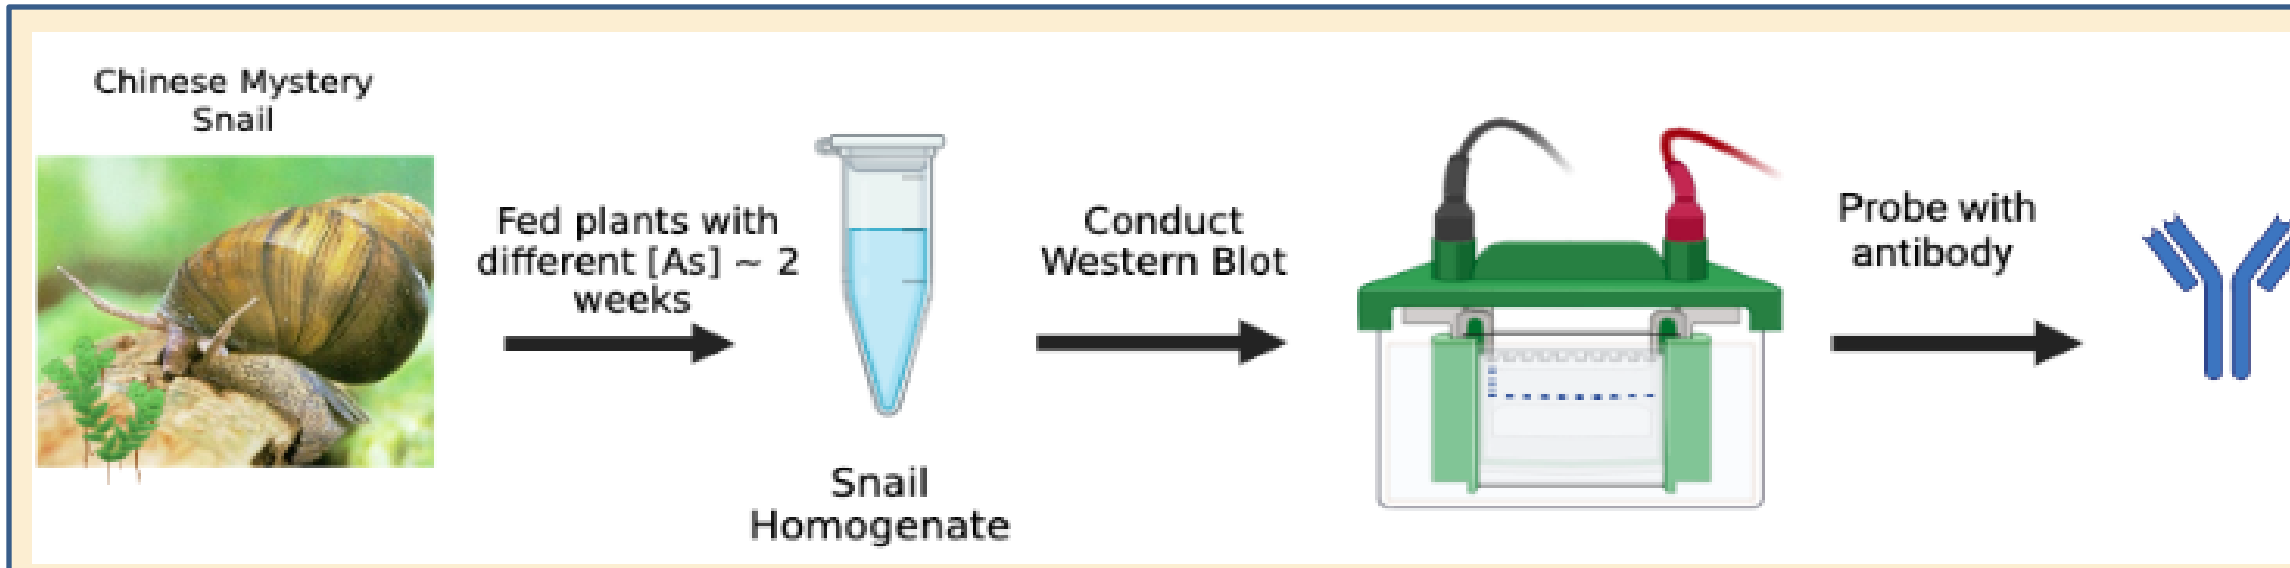 Chinese Mystery
Snail
Fed plants with
different [As] ~ 2
weeks
Snail
Homogenate
Conduct
Western Blot
Probe with
antibody